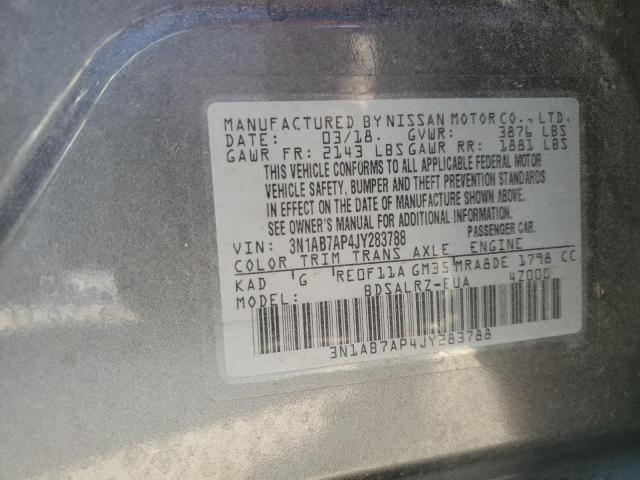 MANUFACTURED BY NISSAN MOTOR CO., LTD.
DATE: 03/18. GVWR: 3876 LBS
GAWR FR: 2143 LBS GAWR RR: 1881 LBS
THIS VEHICLE CONFORMS TO ALL APPLICABLE FEDERAL MOTOR
VEHICLE SAFETY, BUMPER AND THEFT PREVENTION STANDARDS
IN EFFECT ON THE DATE OF MANUFACTURE SHOWN ABOVE.
SEE OWNER'S MANUAL FOR ADDITIONAL INFORMATION.
VIN: 3N1AB7AP4JY283788 PASSENGER CAR.
COLOR TRIM TRANS AXLE ENGINE
KAD G RE0F11A GM35 MRA8DE 1798 CC
MODEL: BDSALRZ-EUA 4Z000
3N1AB7AP4JY283788